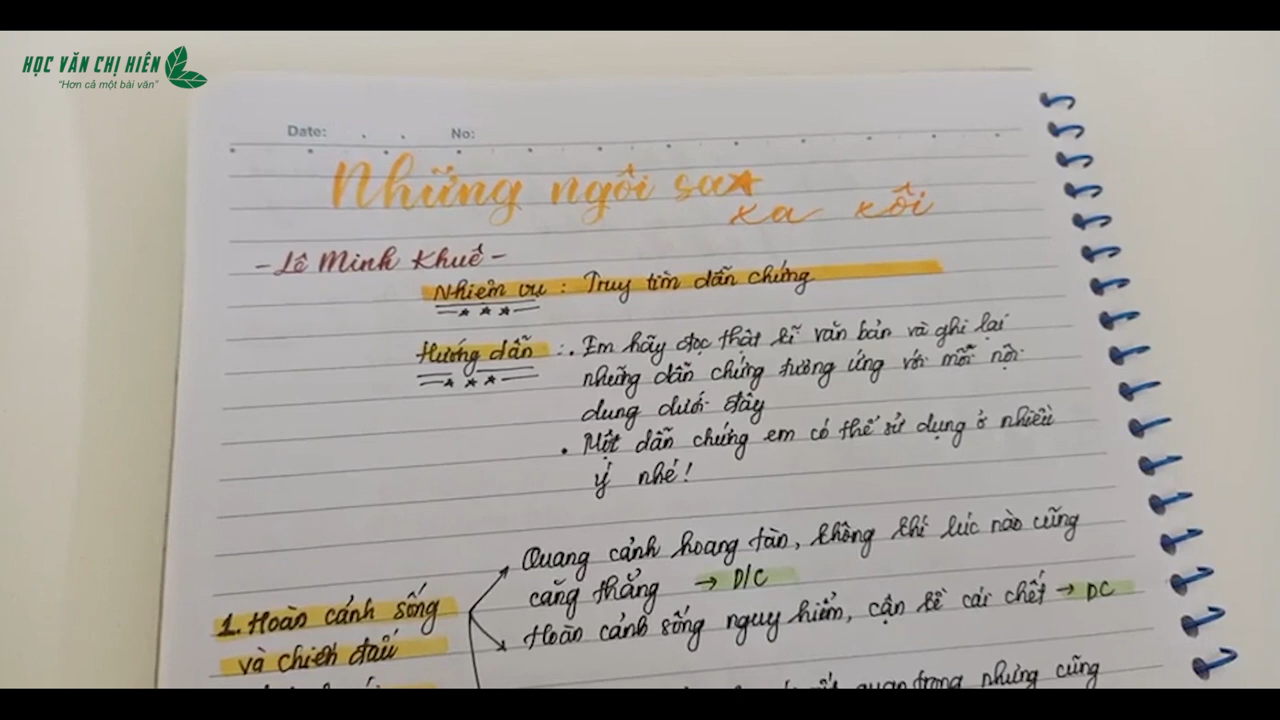 HỌC VĂN CHỊ HIÊN
"Hơn cả một bài văn"
Date: No:
Những ngôi sao
xa xôi
- Lê Minh Khuê -
Nhiệm vụ : Truy tìm dẫn chứng
Hướng dẫn : . Em hãy đọc thật kĩ văn bản và ghi lại
những dẫn chứng tương ứng với mỗi nội
dung dưới đây
. Một dẫn chứng em có thể sử dụng ở nhiều
ý nhé!
Quang cảnh hoang tàn, không khí lúc nào cũng
căng thẳng → D/C
1. Hoàn cảnh sống
Hoàn cảnh sống nguy hiểm, cận kề cái chết → DC
và chiến đấu
quan trọng nhưng cũng